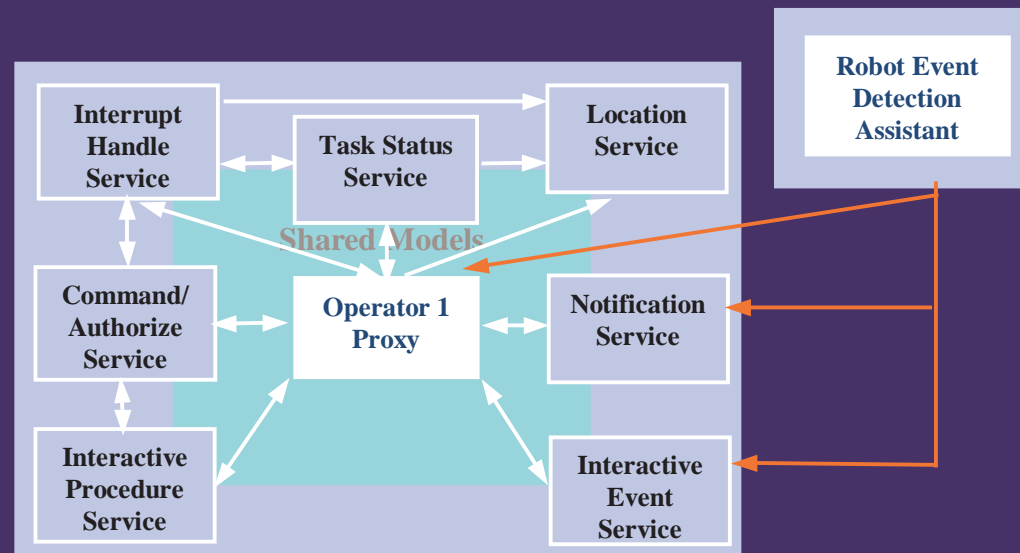 Robot Event
Detection
Assistant
Interrupt
Handle
Service
Task Status
Service
Location
Service
Shared Models
Command/
Authorize
Service
Operator 1
Proxy
Notification
Service
Interactive
Procedure
Service
Interactive
Event
Service